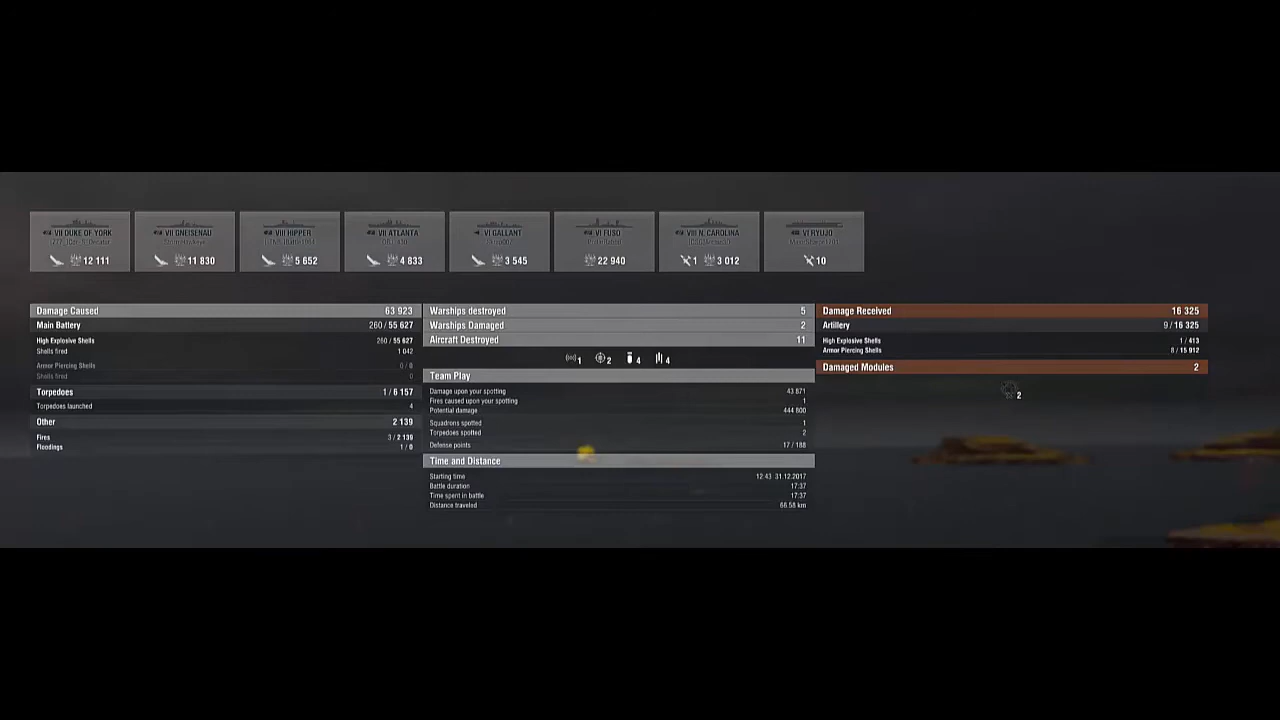 VII DUKE OF YORK
VII GNEISENAU
VIII HIPPER
VII ATLANTA
VI GALLANT
VI FUSO
VIII N. CAROLINA
VI RYUJO
12 111
11 830
5 652
4 833
3 545
22 940
1 3 012
10
Damage Caused 63 923
Main Battery 260 / 55 627
High Explosive Shells 260 / 55 627
Shells fired 1 042
Armor Piercing Shells 0 / 0
Shells fired 0
Torpedoes 1 / 6 157
Torpedoes launched 4
Other 2 139
Fires 3 / 2 139
Floodings 1 / 0
Warships destroyed 5
Warships Damaged 2
Aircraft Destroyed 11
1 2 4 4
Team Play
Damage upon your spotting 43 871
Fires caused upon your spotting 1
Potential damage 444 800
Squadrons spotted 1
Torpedoes spotted 2
Defense points 17 / 188
Time and Distance
Starting time 12:43 31.12.2017
Battle duration 17:37
Time spent in battle 17:37
Distance traveled 66.58 km
Damage Received 16 325
Artillery 9 / 16 325
High Explosive Shells 1 / 413
Armor Piercing Shells 8 / 15 912
Damaged Modules 2
2